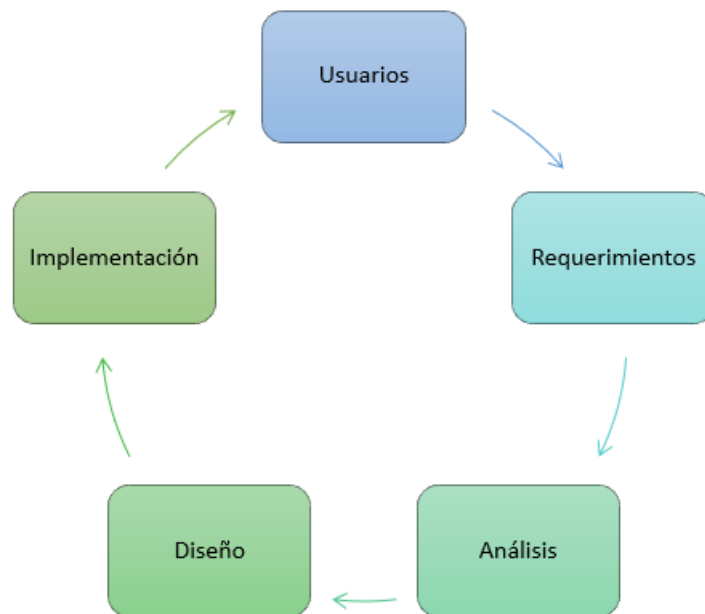 Usuarios
Requerimientos
Análisis
Diseño
Implementación